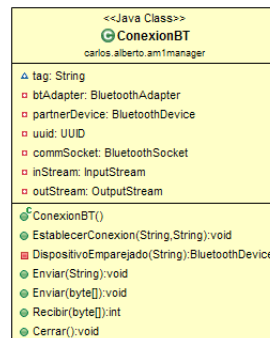 <<Java Class>>
ConexionBT
carlos.alberto.am1manager
tag: String
btAdapter: BluetoothAdapter
partnerDevice: BluetoothDevice
uuid: UUID
commSocket: BluetoothSocket
inStream: InputStream
outStream: OutputStream
ConexionBT()
EstablecerConexion(String,String):void
DispositivoEmparejado(String):BluetoothDevice
Enviar(String):void
Enviar(byte[]):void
Recibir(byte[]):int
Cerrar():void